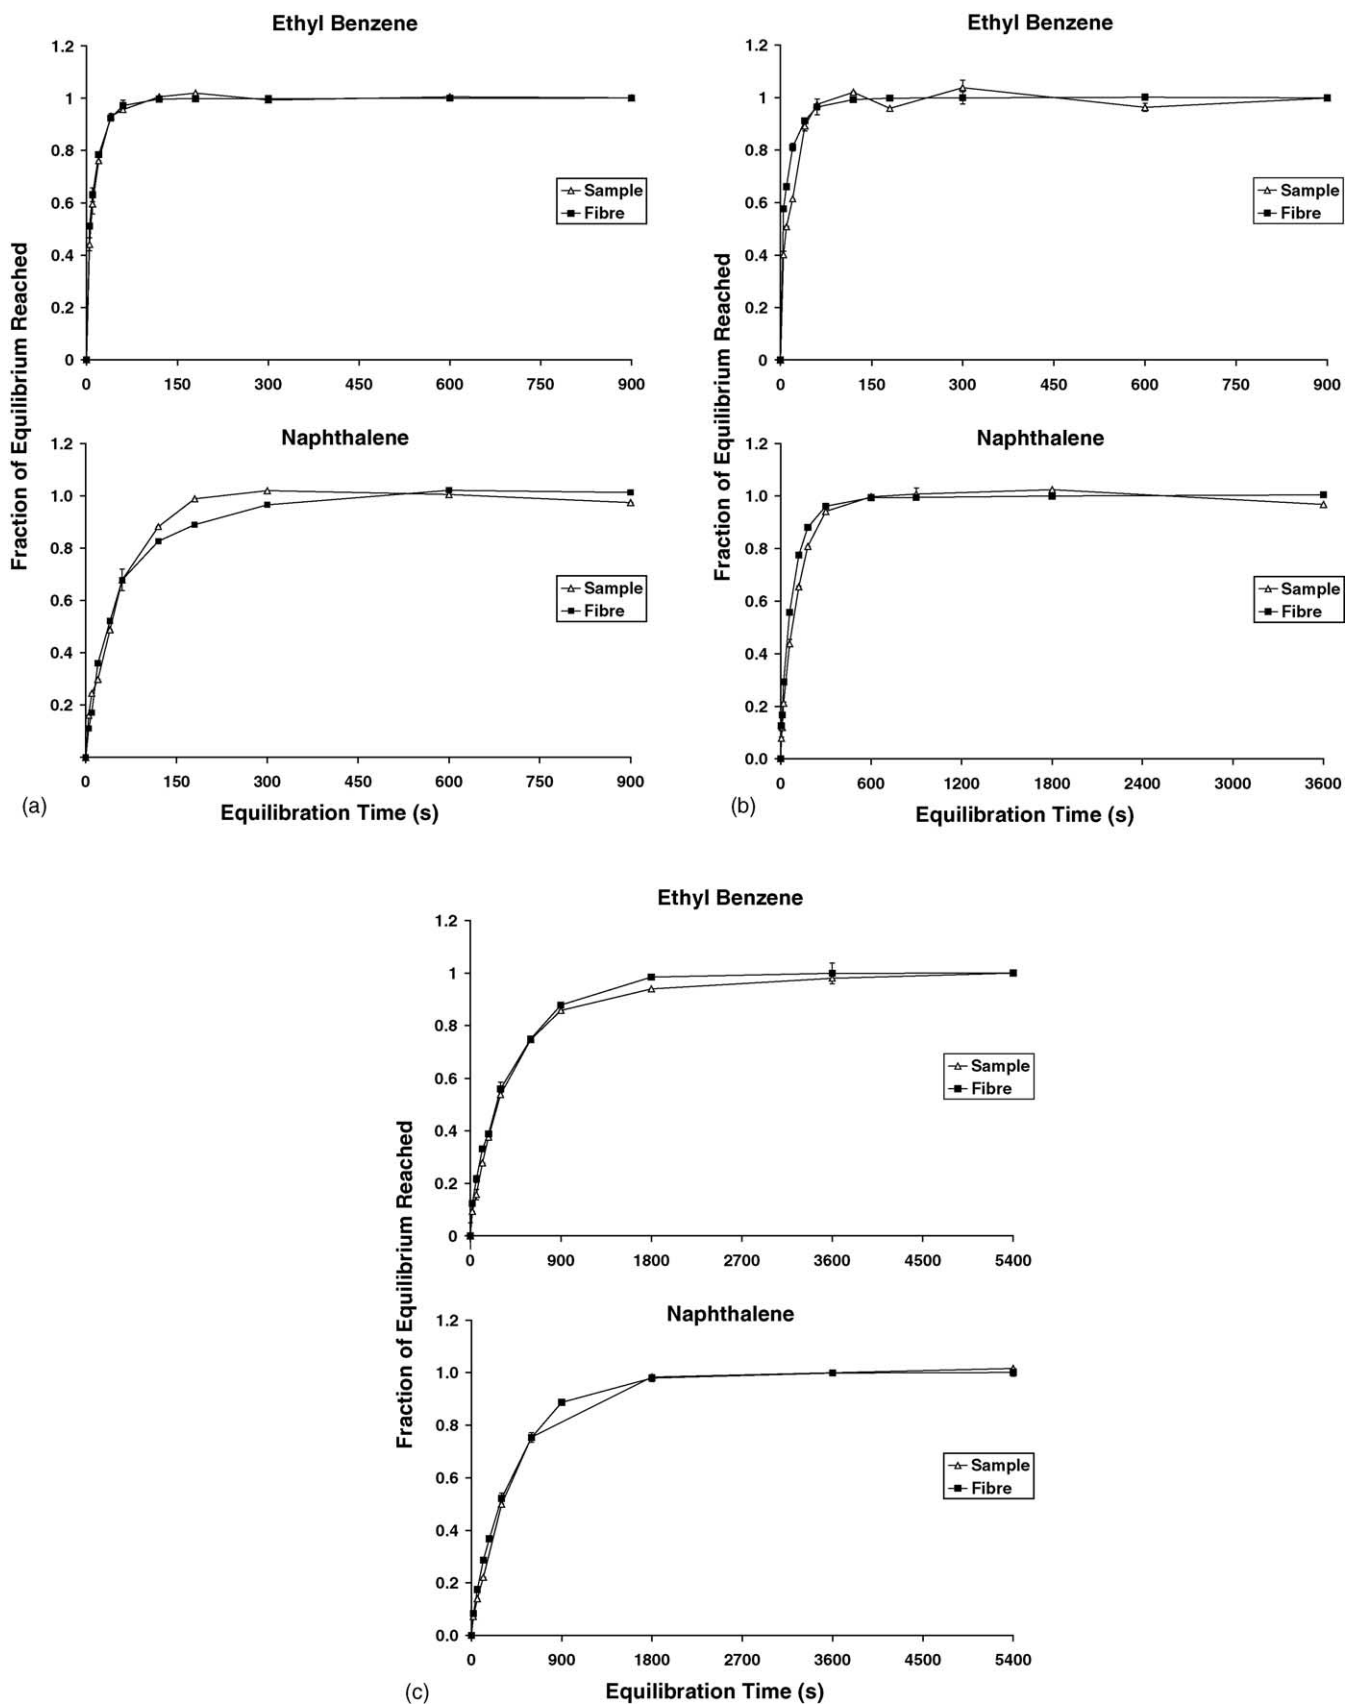 Ethyl Benzene
1.2
1
0.8
0.6
0.4
0.2
0
0 150 300 450 600 750 900
Sample
Fibre
Naphthalene
1.2
1.0
0.8
0.6
0.4
0.2
0 150 300 450 600 750 900
Sample
Fibre
Fraction of Equilibrium Reached
Equilibration Time (s)
(a)
Ethyl Benzene
1.2
1
0.8
0.6
0.4
0.2
0
0 150 300 450 600 750 900
Sample
Fibre
Naphthalene
1.2
1.0
0.8
0.6
0.4
0.2
0.0
0 600 1200 1800 2400 3000 3600
Sample
Fibre
Fraction of Equilibrium Reached
Equilibration Time (s)
(b)
Ethyl Benzene
1.2
1
0.8
0.6
0.4
0.2
0
0 900 1800 2700 3600 4500 5400
Sample
Fibre
Naphthalene
1.2
1.0
0.8
0.6
0.4
0.2
0.0
0 900 1800 2700 3600 4500 5400
Sample
Fibre
Fraction of Equilibrium Reached
Equilibration Time (s)
(c)